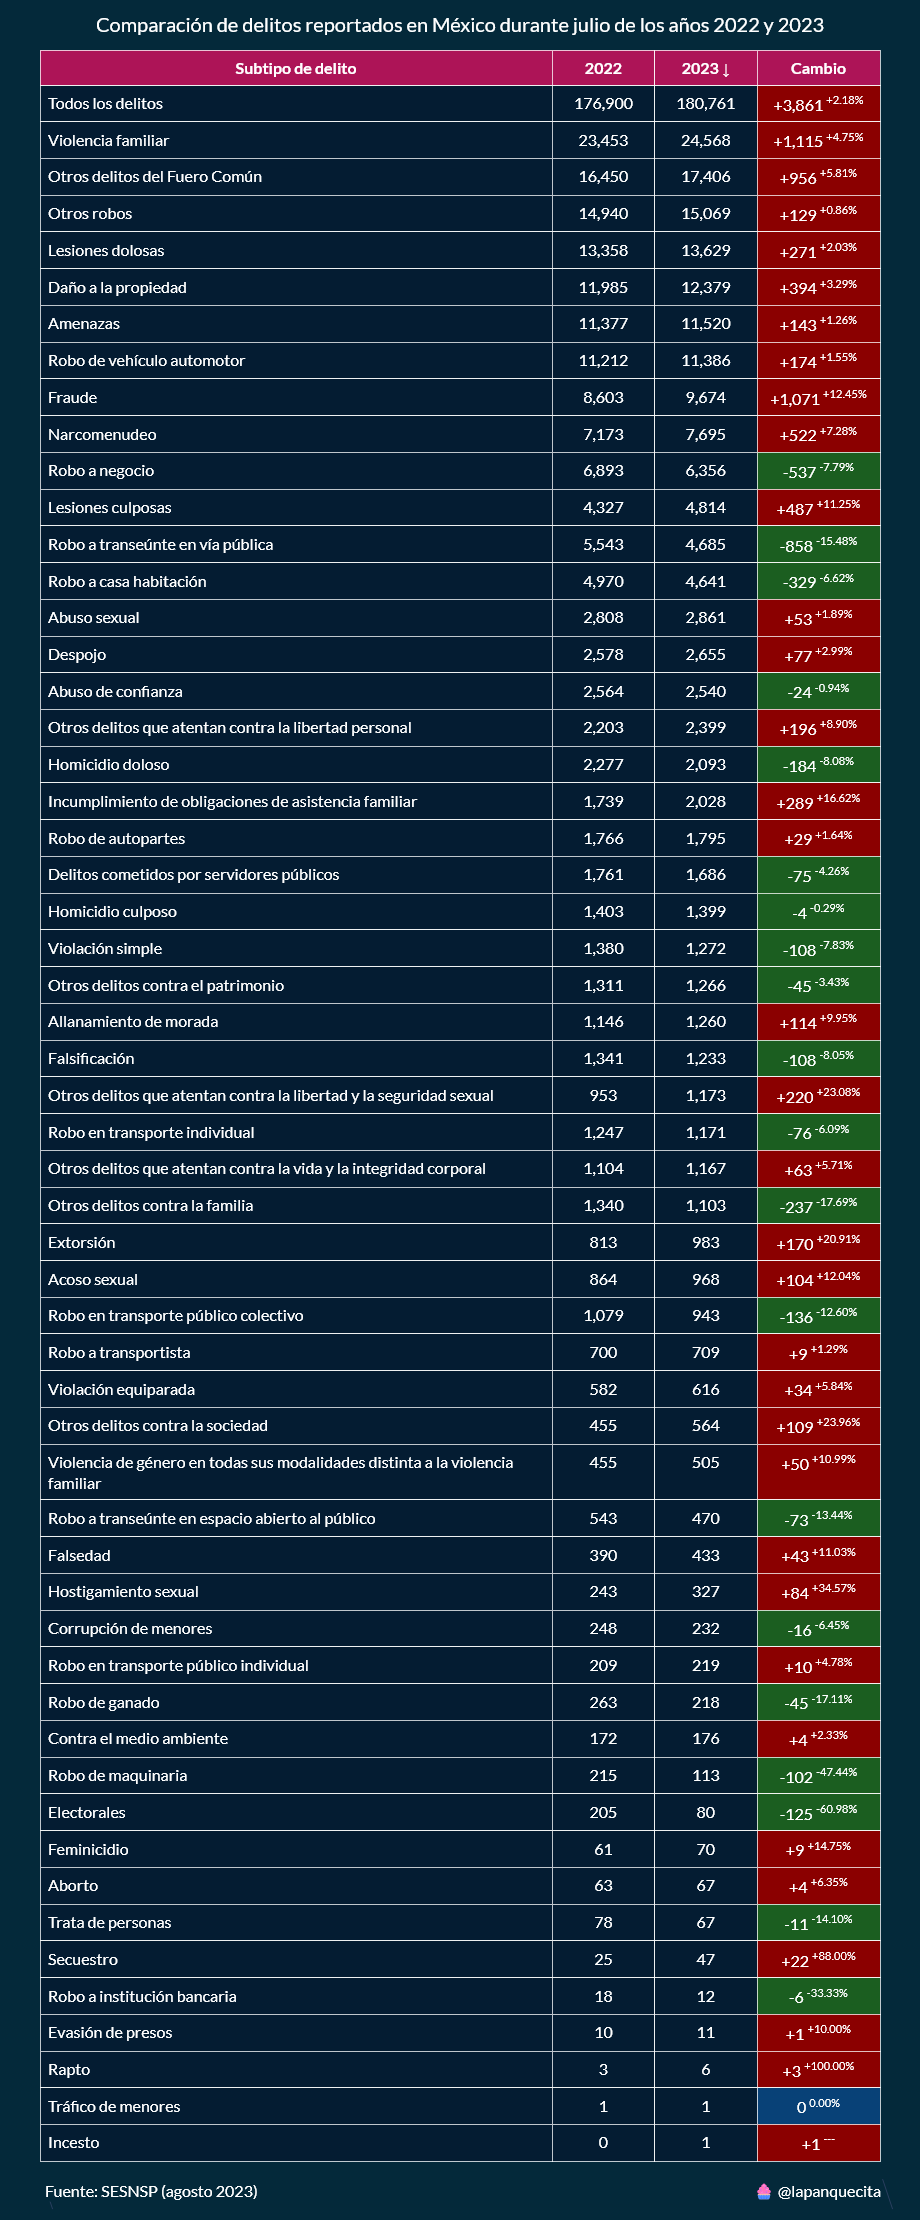 Comparación de delitos reportados en México durante julio de los años 2022 y 2023
Subtipo de delito 2022 2023 ↓ Cambio
Todos los delitos 176,900 180,761 +3,861 +2.18%
Violencia familiar 23,453 24,568 +1,115 +4.75%
Otros delitos del Fuero Común 16,450 17,406 +956 +5.81%
Otros robos 14,940 15,069 +129 +0.86%
Lesiones dolosas 13,358 13,629 +271 +2.03%
Daño a la propiedad 11,985 12,379 +394 +3.29%
Amenazas 11,377 11,520 +143 +1.26%
Robo de vehículo automotor 11,212 11,386 +174 +1.55%
Fraude 8,603 9,674 +1,071 +12.45%
Narcomenudeo 7,173 7,695 +522 +7.28%
Robo a negocio 6,893 6,356 -537 -7.79%
Lesiones culposas 4,327 4,814 +487 +11.25%
Robo a transeúnte en vía pública 5,543 4,685 -858 -15.48%
Robo a casa habitación 4,970 4,641 -329 -6.62%
Abuso sexual 2,808 2,861 +53 +1.89%
Despojo 2,578 2,655 +77 +2.99%
Abuso de confianza 2,564 2,540 -24 -0.94%
Otros delitos que atentan contra la libertad personal 2,203 2,399 +196 +8.90%
Homicidio doloso 2,277 2,093 -184 -8.08%
Incumplimiento de obligaciones de asistencia familiar 1,739 2,028 +289 +16.62%
Robo de autopartes 1,766 1,795 +29 +1.64%
Delitos cometidos por servidores públicos 1,761 1,686 -75 -4.26%
Homicidio culposo 1,403 1,399 -4 -0.29%
Violación simple 1,380 1,272 -108 -7.83%
Otros delitos contra el patrimonio 1,311 1,266 -45 -3.43%
Allanamiento de morada 1,146 1,260 +114 +9.95%
Falsificación 1,341 1,233 -108 -8.05%
Otros delitos que atentan contra la libertad y la seguridad sexual 953 1,173 +220 +23.08%
Robo en transporte individual 1,247 1,171 -76 -6.09%
Otros delitos que atentan contra la vida y la integridad corporal 1,104 1,167 +63 +5.71%
Otros delitos contra la familia 1,340 1,103 -237 -17.69%
Extorsión 813 983 +170 +20.91%
Acoso sexual 864 968 +104 +12.04%
Robo en transporte público colectivo 1,079 943 -136 -12.60%
Robo a transportista 700 709 +9 +1.29%
Violación equiparada 582 616 +34 +5.84%
Otros delitos contra la sociedad 455 564 +109 +23.96%
Violencia de género en todas sus modalidades distinta a la violencia 455 505 +50 +10.99%
familiar
Robo a transeúnte en espacio abierto al público 543 470 -73 -13.44%
Falsedad 390 433 +43 +11.03%
Hostigamiento sexual 243 327 +84 +34.57%
Corrupción de menores 248 232 -16 -6.45%
Robo en transporte público individual 209 219 +10 +4.78%
Robo de ganado 263 218 -45 -17.11%
Contra el medio ambiente 172 176 +4 +2.33%
Robo de maquinaria 215 113 -102 -47.44%
Electorales 205 80 -125 -60.98%
Feminicidio 61 70 +9 +14.75%
Aborto 63 67 +4 +6.35%
Trata de personas 78 67 -11 -14.10%
Secuestro 25 47 +22 +88.00%
Robo a institución bancaria 18 12 -6 -33.33%
Evasión de presos 10 11 +1 +10.00%
Rapto 3 6 +3 +100.00%
Tráfico de menores 1 1 0 0.00%
Incesto 0 1 +1 ---
Fuente: SESNSP (agosto 2023) @lapanquecita